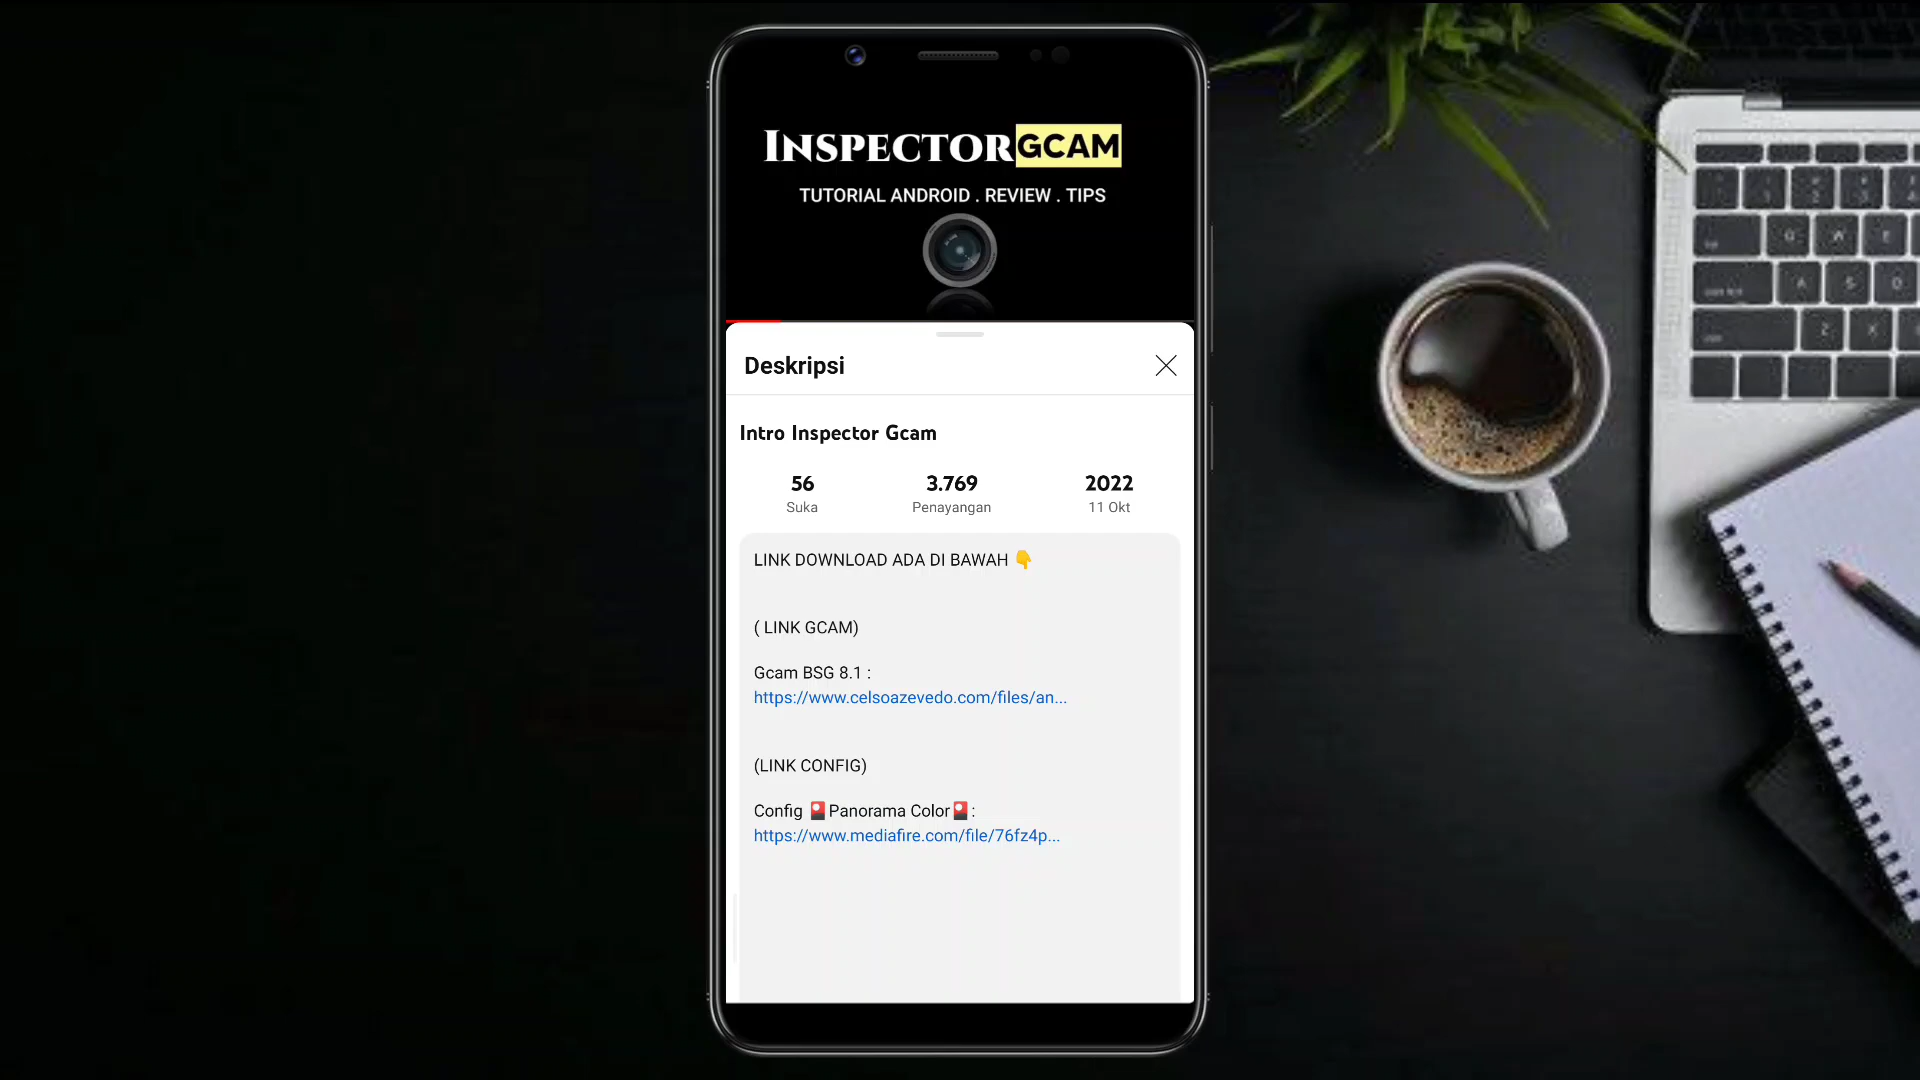 INSPECTORGCAM
TUTORIAL ANDROID . REVIEW . TIPS
Deskripsi
Intro Inspector Gcam
56
Suka
3.769
Penayangan
2022
11 Okt
LINK DOWNLOAD ADA DI BAWAH 👇
( LINK GCAM)
Gcam BSG 8.1 :
https://www.celsoazevedo.com/files/an...
(LINK CONFIG)
Config 🎴Panorama Color🎴:
https://www.mediafire.com/file/76fz4p...